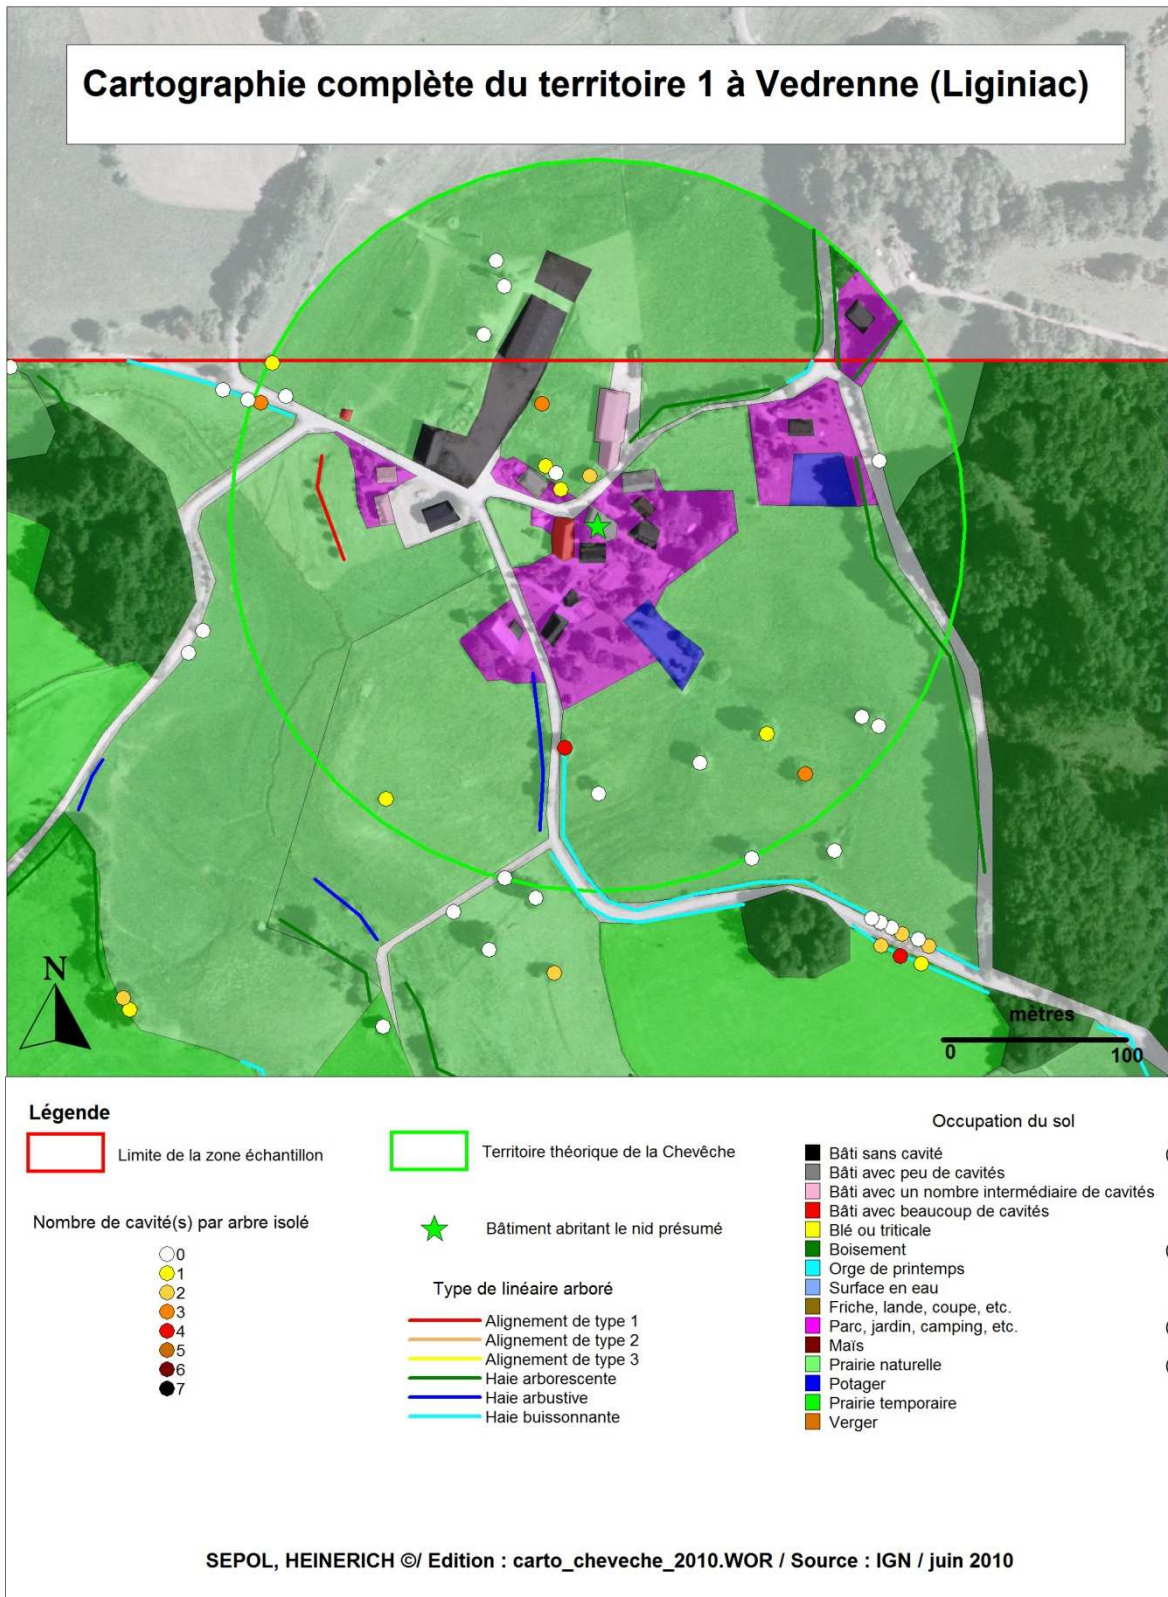 Cartographie complète du territoire 1 à Vedrenne (Liginiac)
N
mètres
0 100
Légende
Limite de la zone échantillon
Nombre de cavité(s) par arbre isolé
0
1
2
3
4
5
6
7
Territoire théorique de la Chevêche
Bâtiment abritant le nid présumé
Type de linéaire arboré
Alignement de type 1
Alignement de type 2
Alignement de type 3
Haie arborescente
Haie arbustive
Haie buissonnante
Occupation du sol
Bâti sans cavité
Bâti avec peu de cavités
Bâti avec un nombre intermédiaire de cavités
Bâti avec beaucoup de cavités
Blé ou triticale
Boisement
Orge de printemps
Surface en eau
Friche, lande, coupe, etc.
Parc, jardin, camping, etc.
Maïs
Prairie naturelle
Potager
Prairie temporaire
Verger
SEPOL, HEINERICH ©/ Edition : carto_cheveche_2010.WOR / Source : IGN / juin 2010